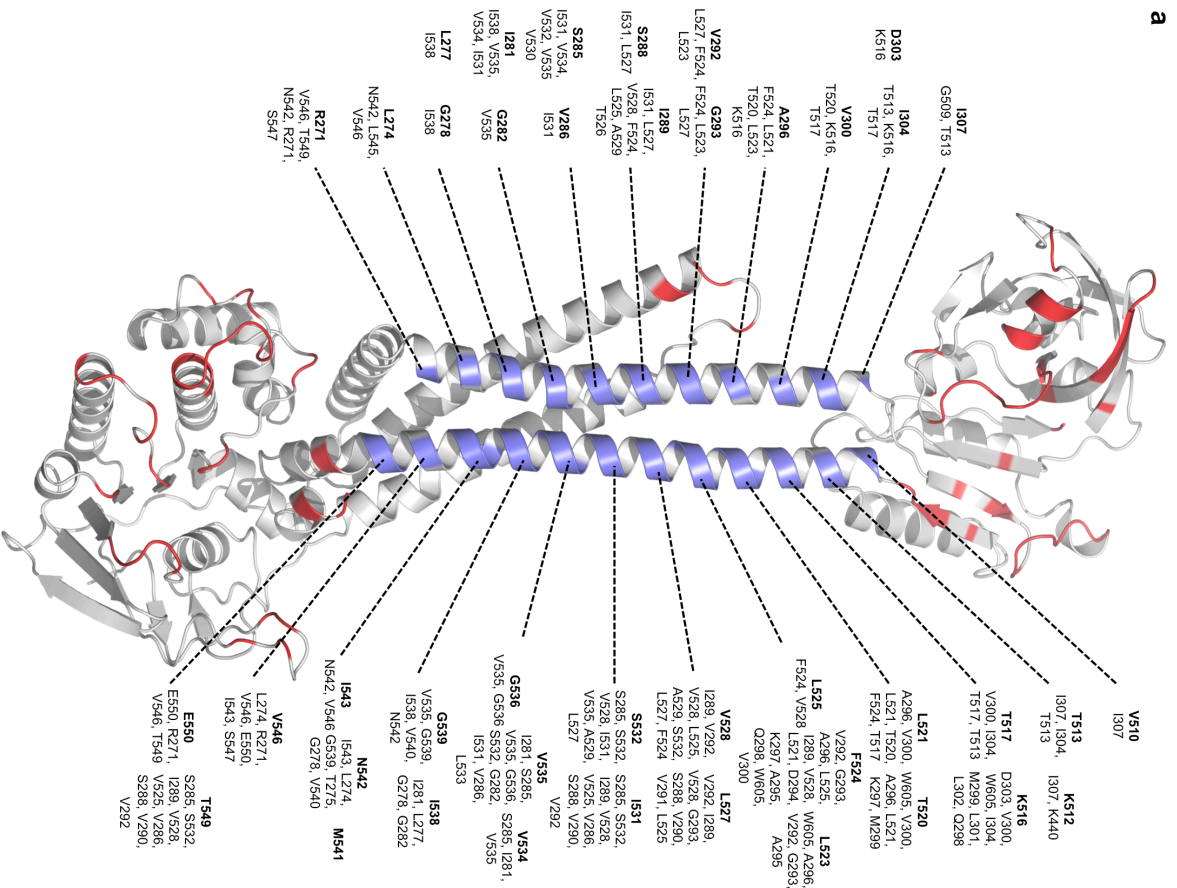 a
I307
G509, T513
D303
K516
I304
T513, K516,
T517
V300
T520, K516,
T517
A296
F524, L521,
T520, L523,
K516
V292
L527, F524,
L523
G293
F524, L523,
L527
S288
I531, L527
I289
I531, L527,
V528, F524,
L525, A529
T526
V286
I531
S285
I531, V534,
V532, V535
V530
G282
V535
I281
I538, V535,
V534, I531
G278
I538
L277
I538
L274
N542, L545,
V546
R271
V546, T549,
N542, R271,
S547
V510
I307
T513
I307, I304,
T513
K512
I307, K440
T517
V300, I304,
T517, T513
K516
D303, V300,
W605, I304,
M299, L301,
L302, Q298
L521
A296, V300,
L521, T520,
F524, T517
T520
W605, V300,
A296, L521,
K297, M299
L523
W605, A296,
V292, G293,
A295
F524
V292, G293,
A296, L525,
I289, V528,
L521, D294,
K297, A295,
Q298, W605,
V300
L525
F524, V528
V528
I289, V292,
V528, L525,
A529, S532,
L527, F524
L527
V292, I289,
V528, G293,
S288, V290,
V291, L525
S532
S285, S532,
V528, I531,
V535, A529,
L527
I531
S285, S532,
I289, V528,
V525, V286,
S288, V290,
V292
V535
I281, S285,
V535, G536,
S532, G282,
I531, V286,
L533
V534
S285, I281,
V535
G536
V535, G536
G539
V535, G539,
I538, V540,
N542
I538
I281, L277,
G278, G282
M541
N542
I543, L274,
G539, T275,
G278, V540
I543
N542, V546
V546
L274, R271,
V546, E550,
I543, S547
E550
E550, R271,
V546, T549
T549
S285, S532,
I289, V528,
V525, V286,
S288, V290,
V292